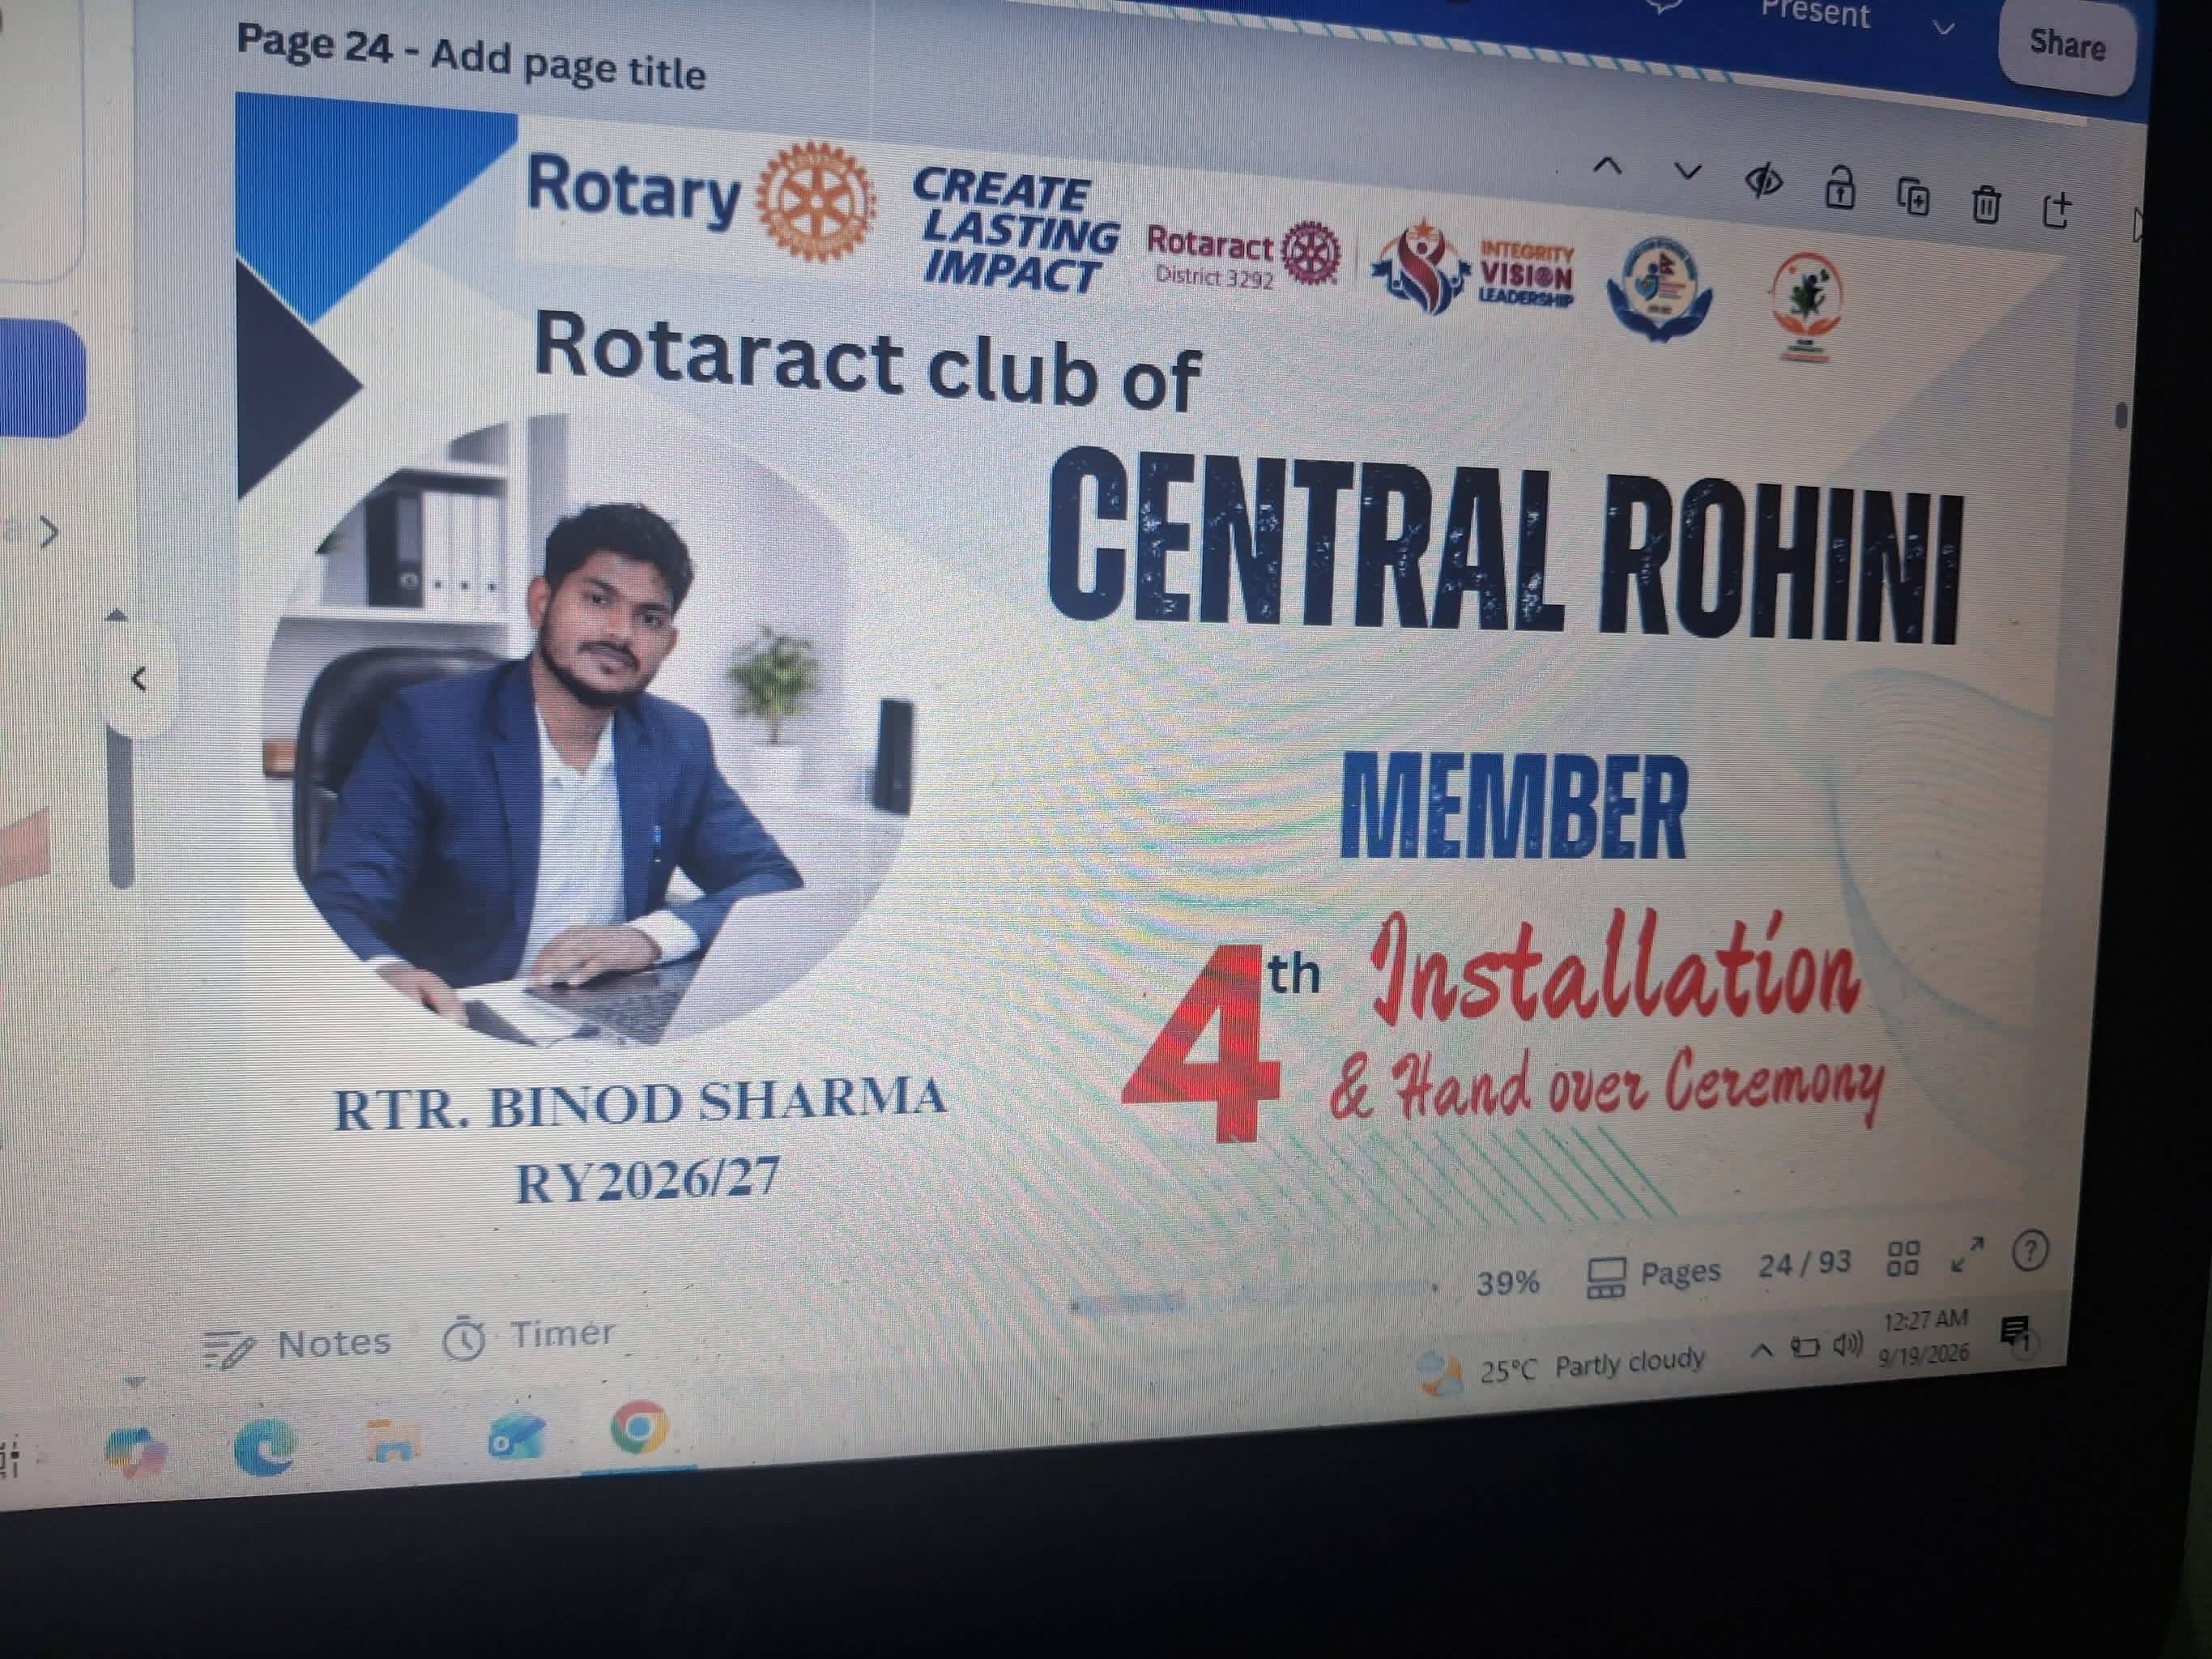 Present
Share
Page 24 - Add page title
Rotary
CREATE
LASTING
IMPACT
Rotaract
District 3292
INTEGRITY
VISION
LEADERSHIP
Rotaract club of
CENTRAL ROHINI
MEMBER
4th Installation
& Hand over Ceremony
RTR. BINOD SHARMA
RY2026/27
39%
Pages
24 / 93
Notes
Timer
25°C Partly cloudy
12:27 AM
9/19/2026
1